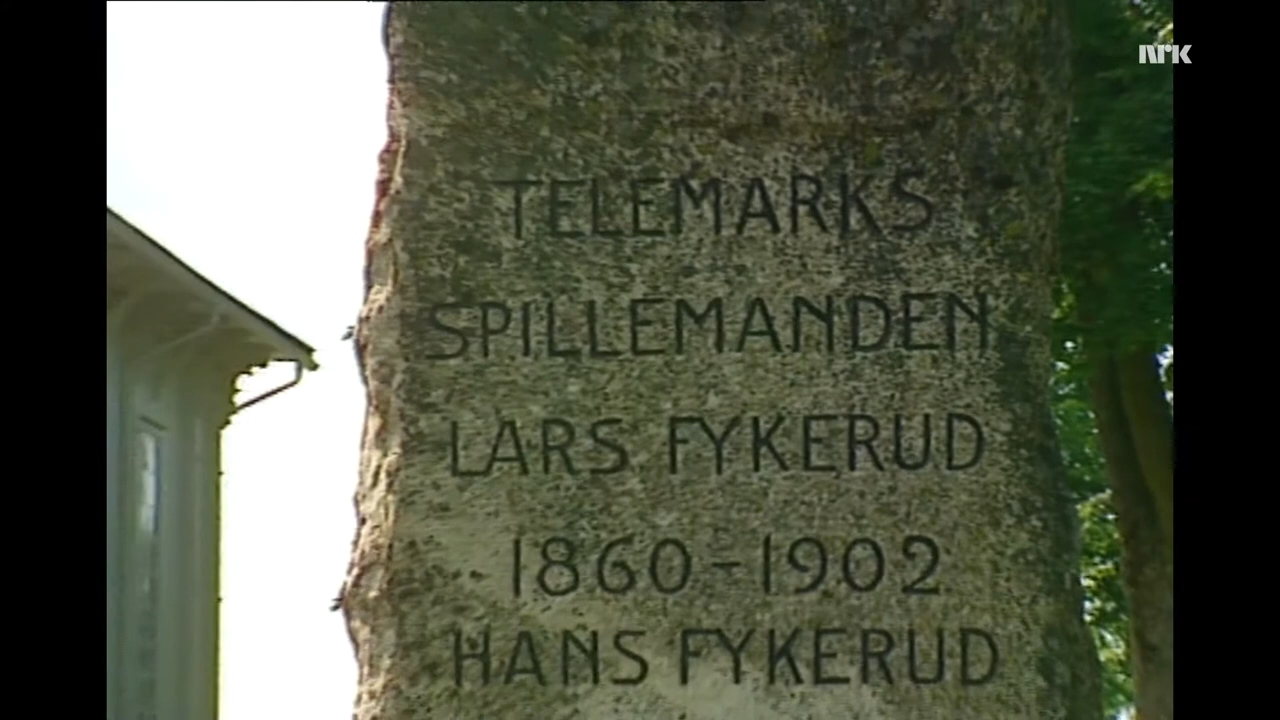 NRK
TELEMARKS
SPILLEMANDEN
LARS FYKERUD
1860-1902
HANS FYKERUD